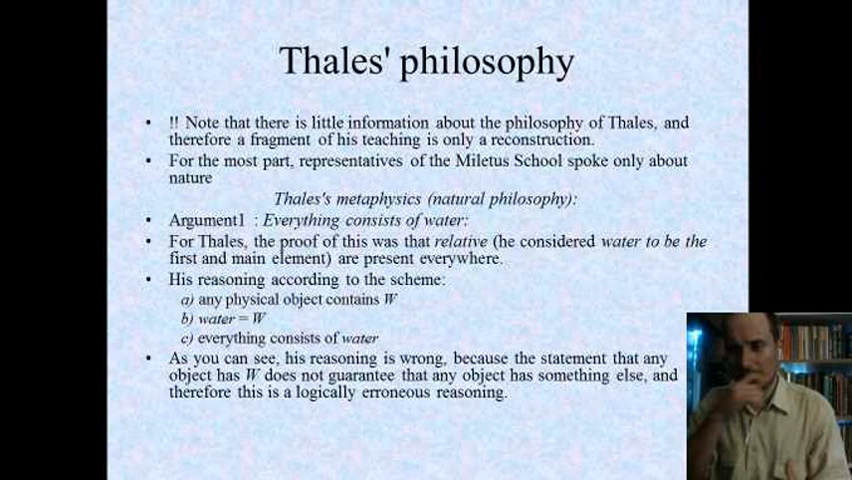 Thales' philosophy
• !! Note that there is little information about the philosophy of Thales, and
therefore a fragment of his teaching is only a reconstruction.
• For the most part, representatives of the Miletus School spoke only about
nature
Thales's metaphysics (natural philosophy):
• Argument1 : Everything consists of water:
• For Thales, the proof of this was that relative (he considered water to be the
first and main element) are present everywhere.
• His reasoning according to the scheme:
a) any physical object contains W
b) water = W
c) everything consists of water
• As you can see, his reasoning is wrong, because the statement that any
object has W does not guarantee that any object has something else, and
therefore this is a logically erroneous reasoning.